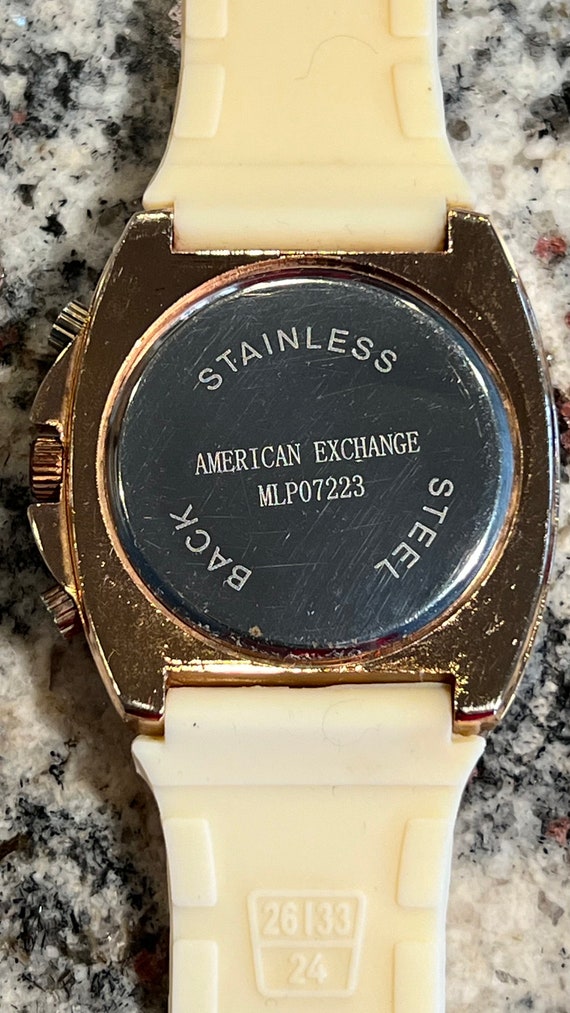 STAINLESS
AMERICAN EXCHANGE
MLP07223
STEEL
BACK
26133
24